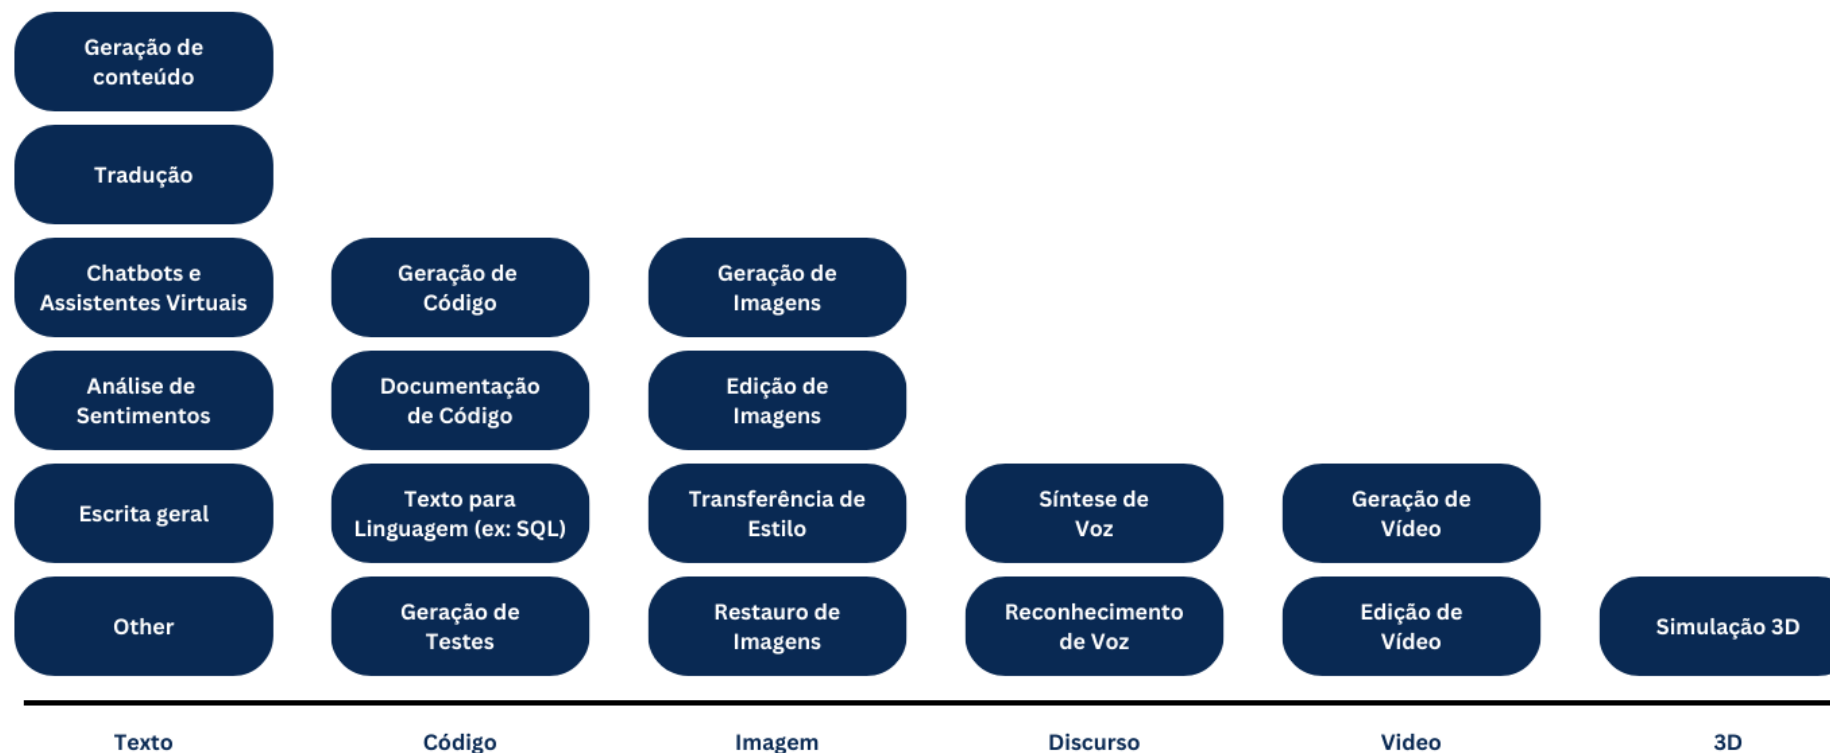 Geração de
conteúdo
Tradução
Chatbots e
Assistentes Virtuais
Geração de
Código
Geração de
Imagens
Análise de
Sentimentos
Documentação
de Código
Edição de
Imagens
Escrita geral
Texto para
Linguagem (ex: SQL)
Transferência de
Estilo
Síntese de
Voz
Geração de
Vídeo
Other
Geração de
Testes
Restauro de
Imagens
Reconhecimento
de Voz
Edição de
Vídeo
Simulação 3D
Texto
Código
Imagem
Discurso
Video
3D